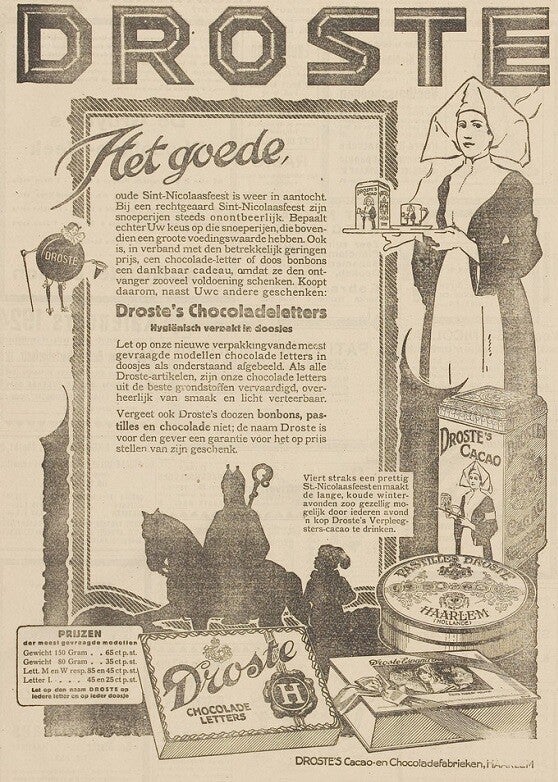 DROSTE
Het goede,
oude Sint-Nicolaasfeest is weer in aantocht.
Bij een rechtgeaard Sint-Nicolaasfeest zijn
snoeperijen steeds onontbeerlijk. Bepaalt
echter Uw keus op die snoeperijen, die boven-
dien een groote voedingswaarde hebben. Ook
is, in verband met den betrekkelijk geringen
prijs, een chocolade-letter of doos bonbons
een dankbaar cadeau, omdat ze den ont-
vanger zooveel voldoening schenken. Koopt
daarom, naast Uwe andere geschenken:
Droste's Chocoladeletters
Hygiënisch verpakt in doosjes
Let op onze nieuwe verpakking van de meest
gevraagde modellen chocolade letters in
doosjes als onderstaand afgebeeld. Als alle
Droste-artikelen, zijn onze chocolade letters
uit de beste grondstoffen vervaardigd, over-
heerlijk van smaak en licht verteerbaar.
Vergeet ook Droste's doozen bonbons, pas-
tilles en chocolade niet; de naam Droste is
voor den gever een garantie voor het op prijs
stellen van zijn geschenk.
DROSTE
DROSTE'S
CACAO
Viert straks een prettig
St.-Nicolaasfeest en maakt
de lange, koude winter-
avonden zoo gezellig mo-
gelijk door iederen avond
'n kop Droste's Verpleeg-
sters-cacao te drinken.
DROSTE'S
CACAO
PASTILLES DROSTE
HAARLEM
(HOLLANDE)
PRIJZEN
der meest gevraagde modellen
Gewicht 150 Gram . . 65 ct p. st.
Gewicht 80 Gram . . 35 ct p. st.
Lett. M en W resp. 85 en 45 ct p. st.
Letter I. . . . . 45 en 25 ct p. st.
Let op den naam DROSTE op
iedere letter en op ieder doosje
Droste
CHOCOLADE
LETTERS
H
DROSTE'S Cacao- en Chocoladefabrieken, HAARLEM